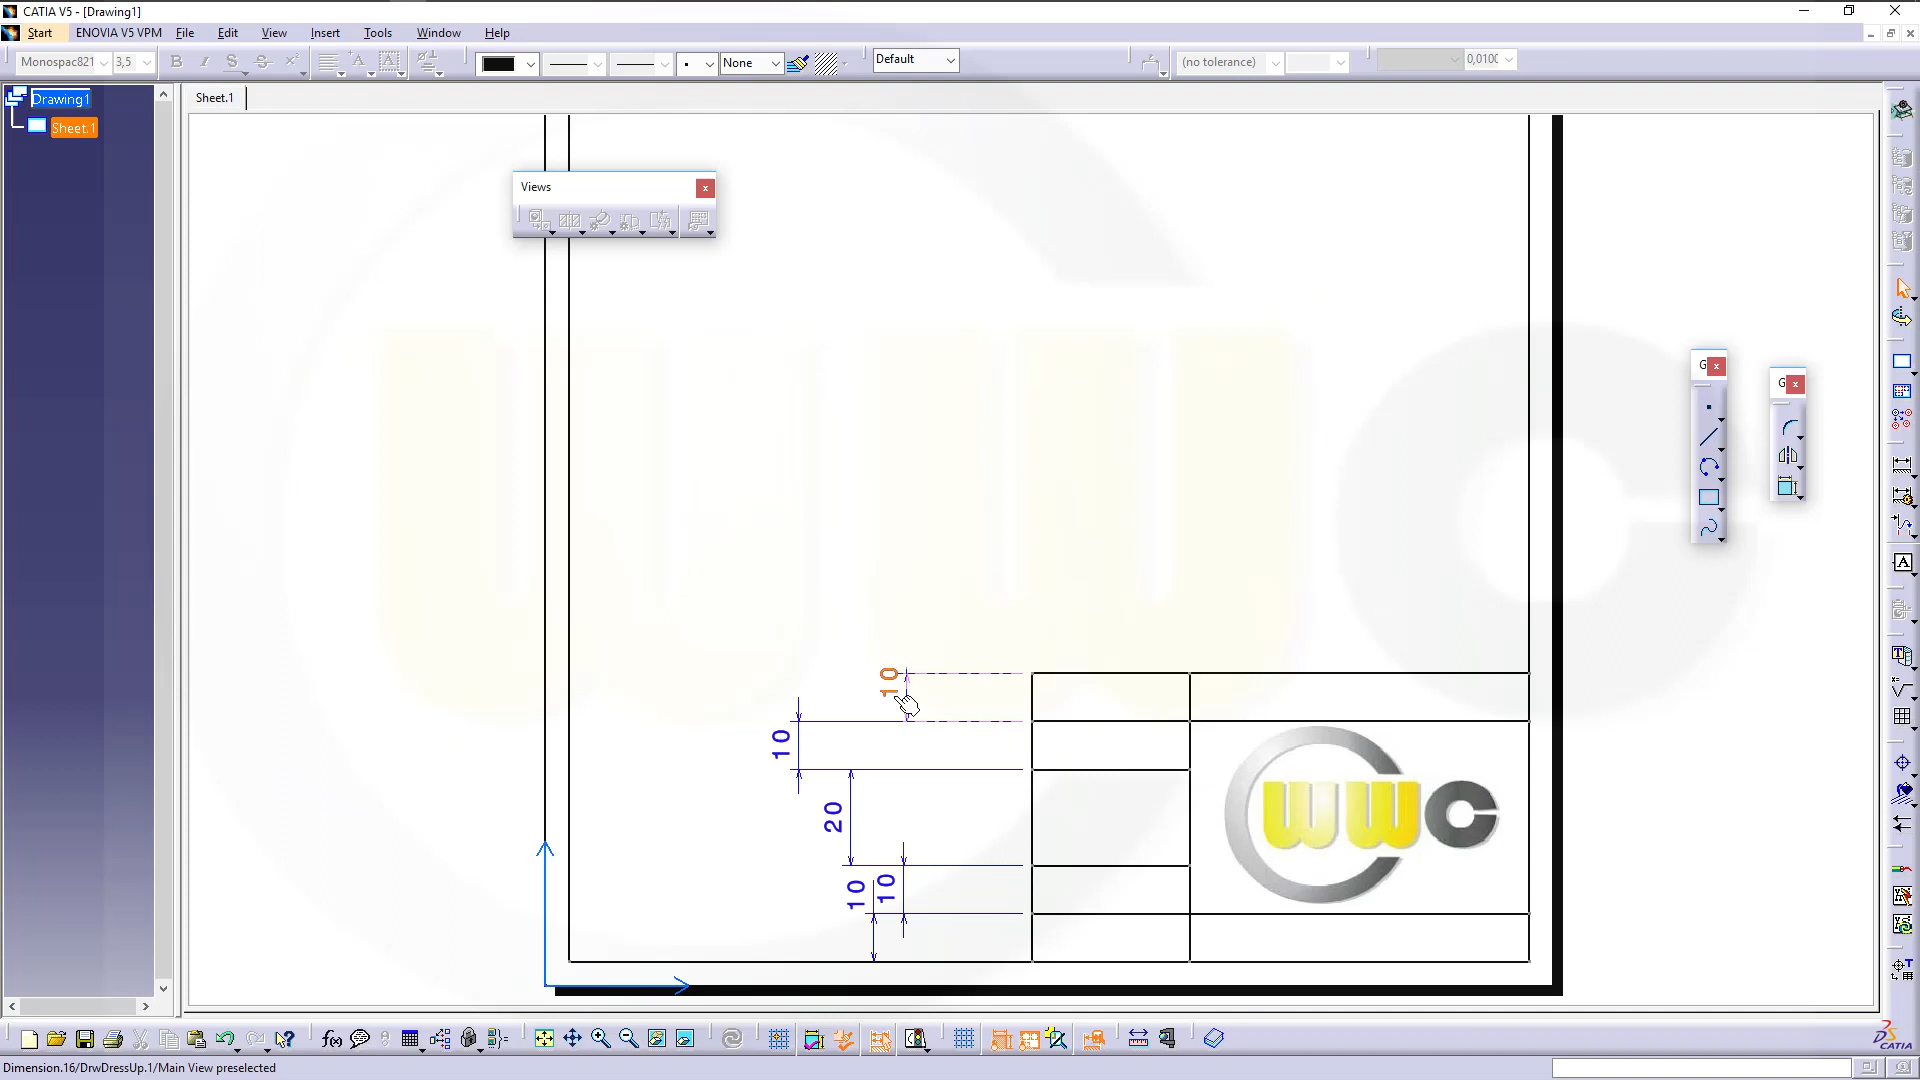 CATIA V5 - [Drawing1]
Start ENOVIA V5 VPM File Edit View Insert Tools Window Help
Monospac821 3,5 B I S S None Default (no tolerance) 0,0100
Drawing1
Sheet.1
Sheet.1
Views
G
G
10
10
20
10
10
wwc
wwc
f(x)
CATIA
Dimension.16/DrwDressUp.1/Main View preselected